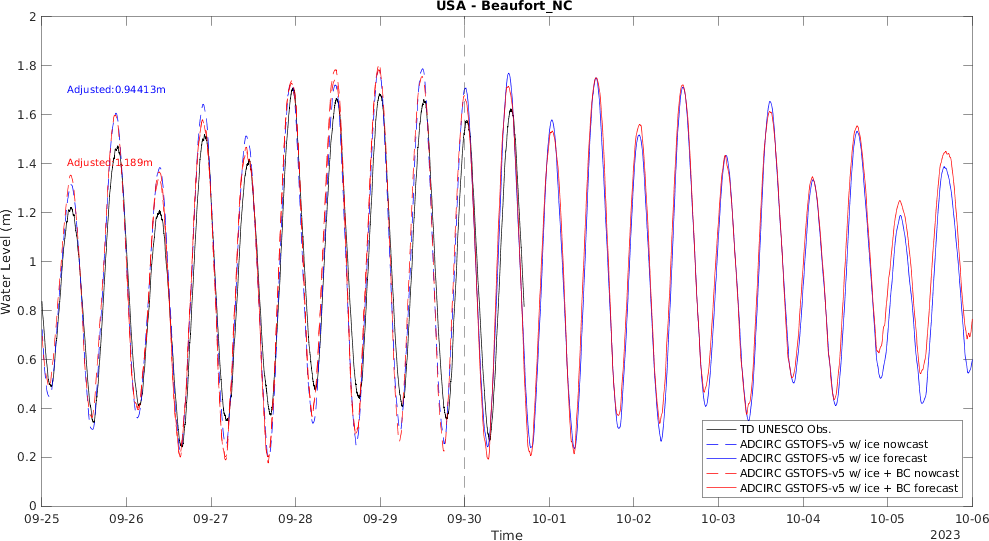 USA - Beaufort_NC
2
1.8
1.6
1.4
1.2
1
0.8
0.6
0.4
0.2
0
Water Level (m)
Adjusted:0.94413m
Adjusted:1.189m
TD UNESCO Obs.
ADCIRC GSTOFS-v5 w/ ice nowcast
ADCIRC GSTOFS-v5 w/ ice forecast
ADCIRC GSTOFS-v5 w/ ice + BC nowcast
ADCIRC GSTOFS-v5 w/ ice + BC forecast
09-25 09-26 09-27 09-28 09-29 09-30 10-01 10-02 10-03 10-04 10-05 10-06
Time
2023